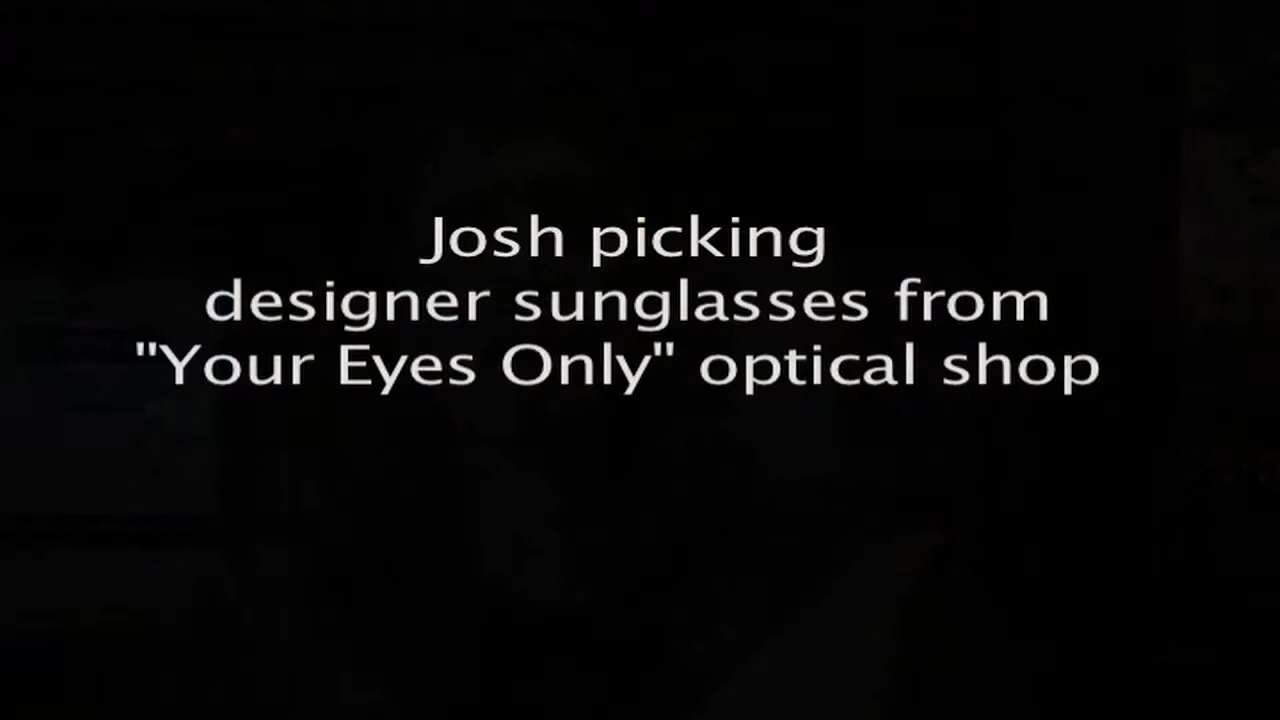 Josh picking
designer sunglasses from
"Your Eyes Only" optical shop